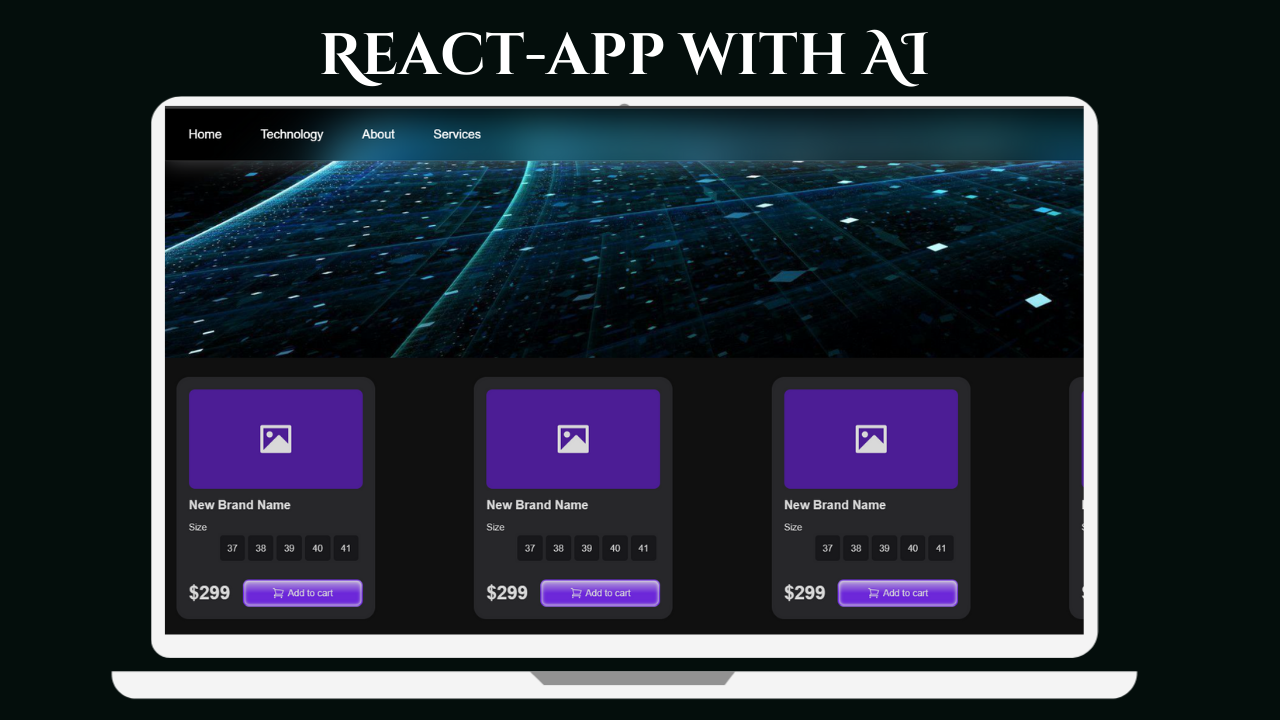 REACT-APP WITH AI
Home Technology About Services
New Brand Name New Brand Name New Brand Name
Size Size Size
37 38 39 40 41 37 38 39 40 41 37 38 39 40 41
$299 Add to cart $299 Add to cart $299 Add to cart